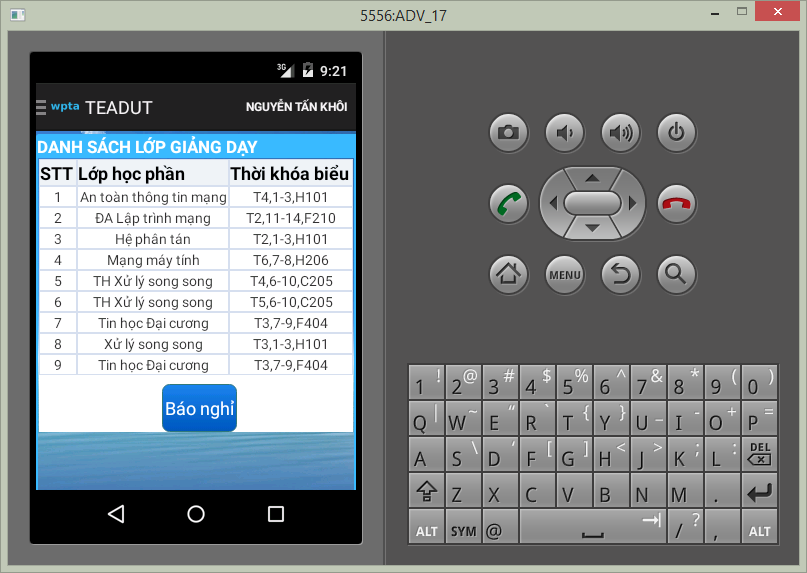 5556:ADV_17
3G 9:21
wpta TEADUT NGUYỄN TẤN KHÔI
DANH SÁCH LỚP GIẢNG DẠY
STT Lớp học phần Thời khóa biểu
1 An toàn thông tin mạng T4,1-3,H101
2 ĐA Lập trình mạng T2,11-14,F210
3 Hệ phân tán T2,1-3,H101
4 Mạng máy tính T6,7-8,H206
5 TH Xử lý song song T4,6-10,C205
6 TH Xử lý song song T5,6-10,C205
7 Tin học Đại cương T3,7-9,F404
8 Xử lý song song T3,1-3,H101
9 Tin học Đại cương T3,7-9,F404
Báo nghỉ
MENU
1 ! 2 @ 3 # 4 $ 5 % 6 ^ 7 & 8 * 9 ( 0 )
Q | W ~ E “ R ` T { Y } U _ I - O + P =
A S \ D ‘ F [ G ] H < J > K ; L : DEL
Z X C V B N M .
ALT SYM @ / ? , ALT